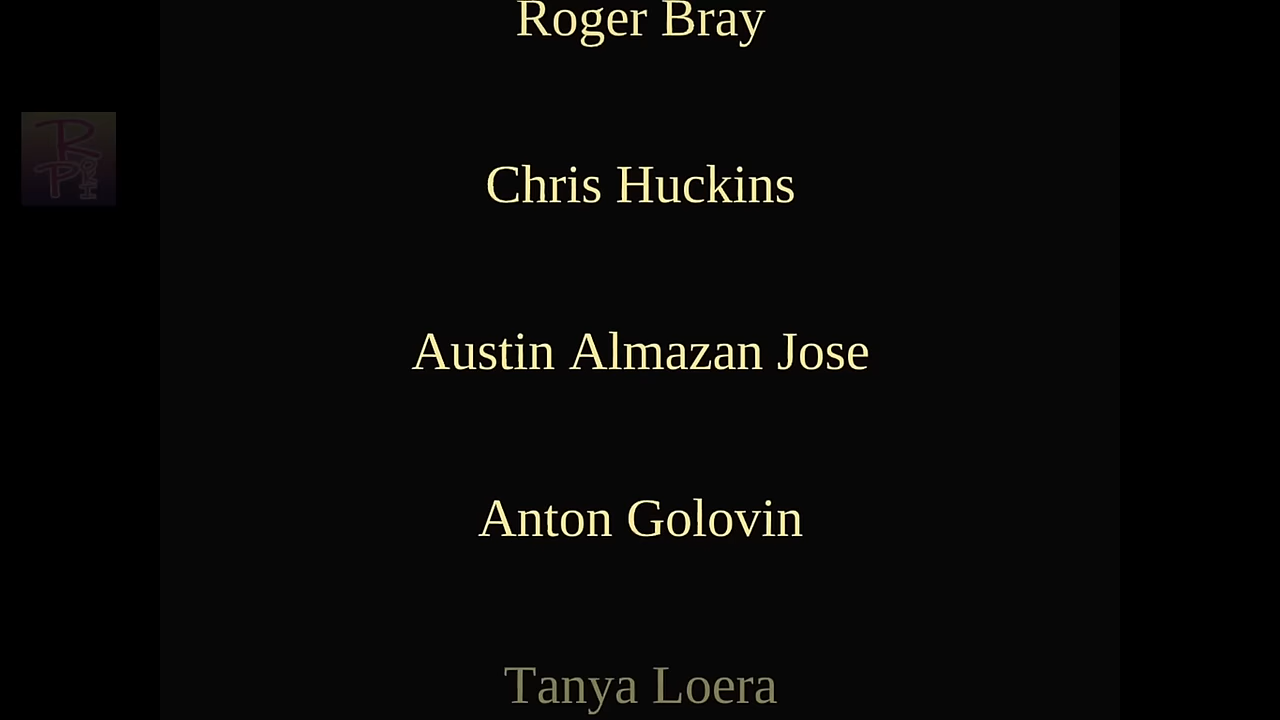 Roger Bray
Chris Huckins
Austin Almazan Jose
Anton Golovin
Tanya Loera